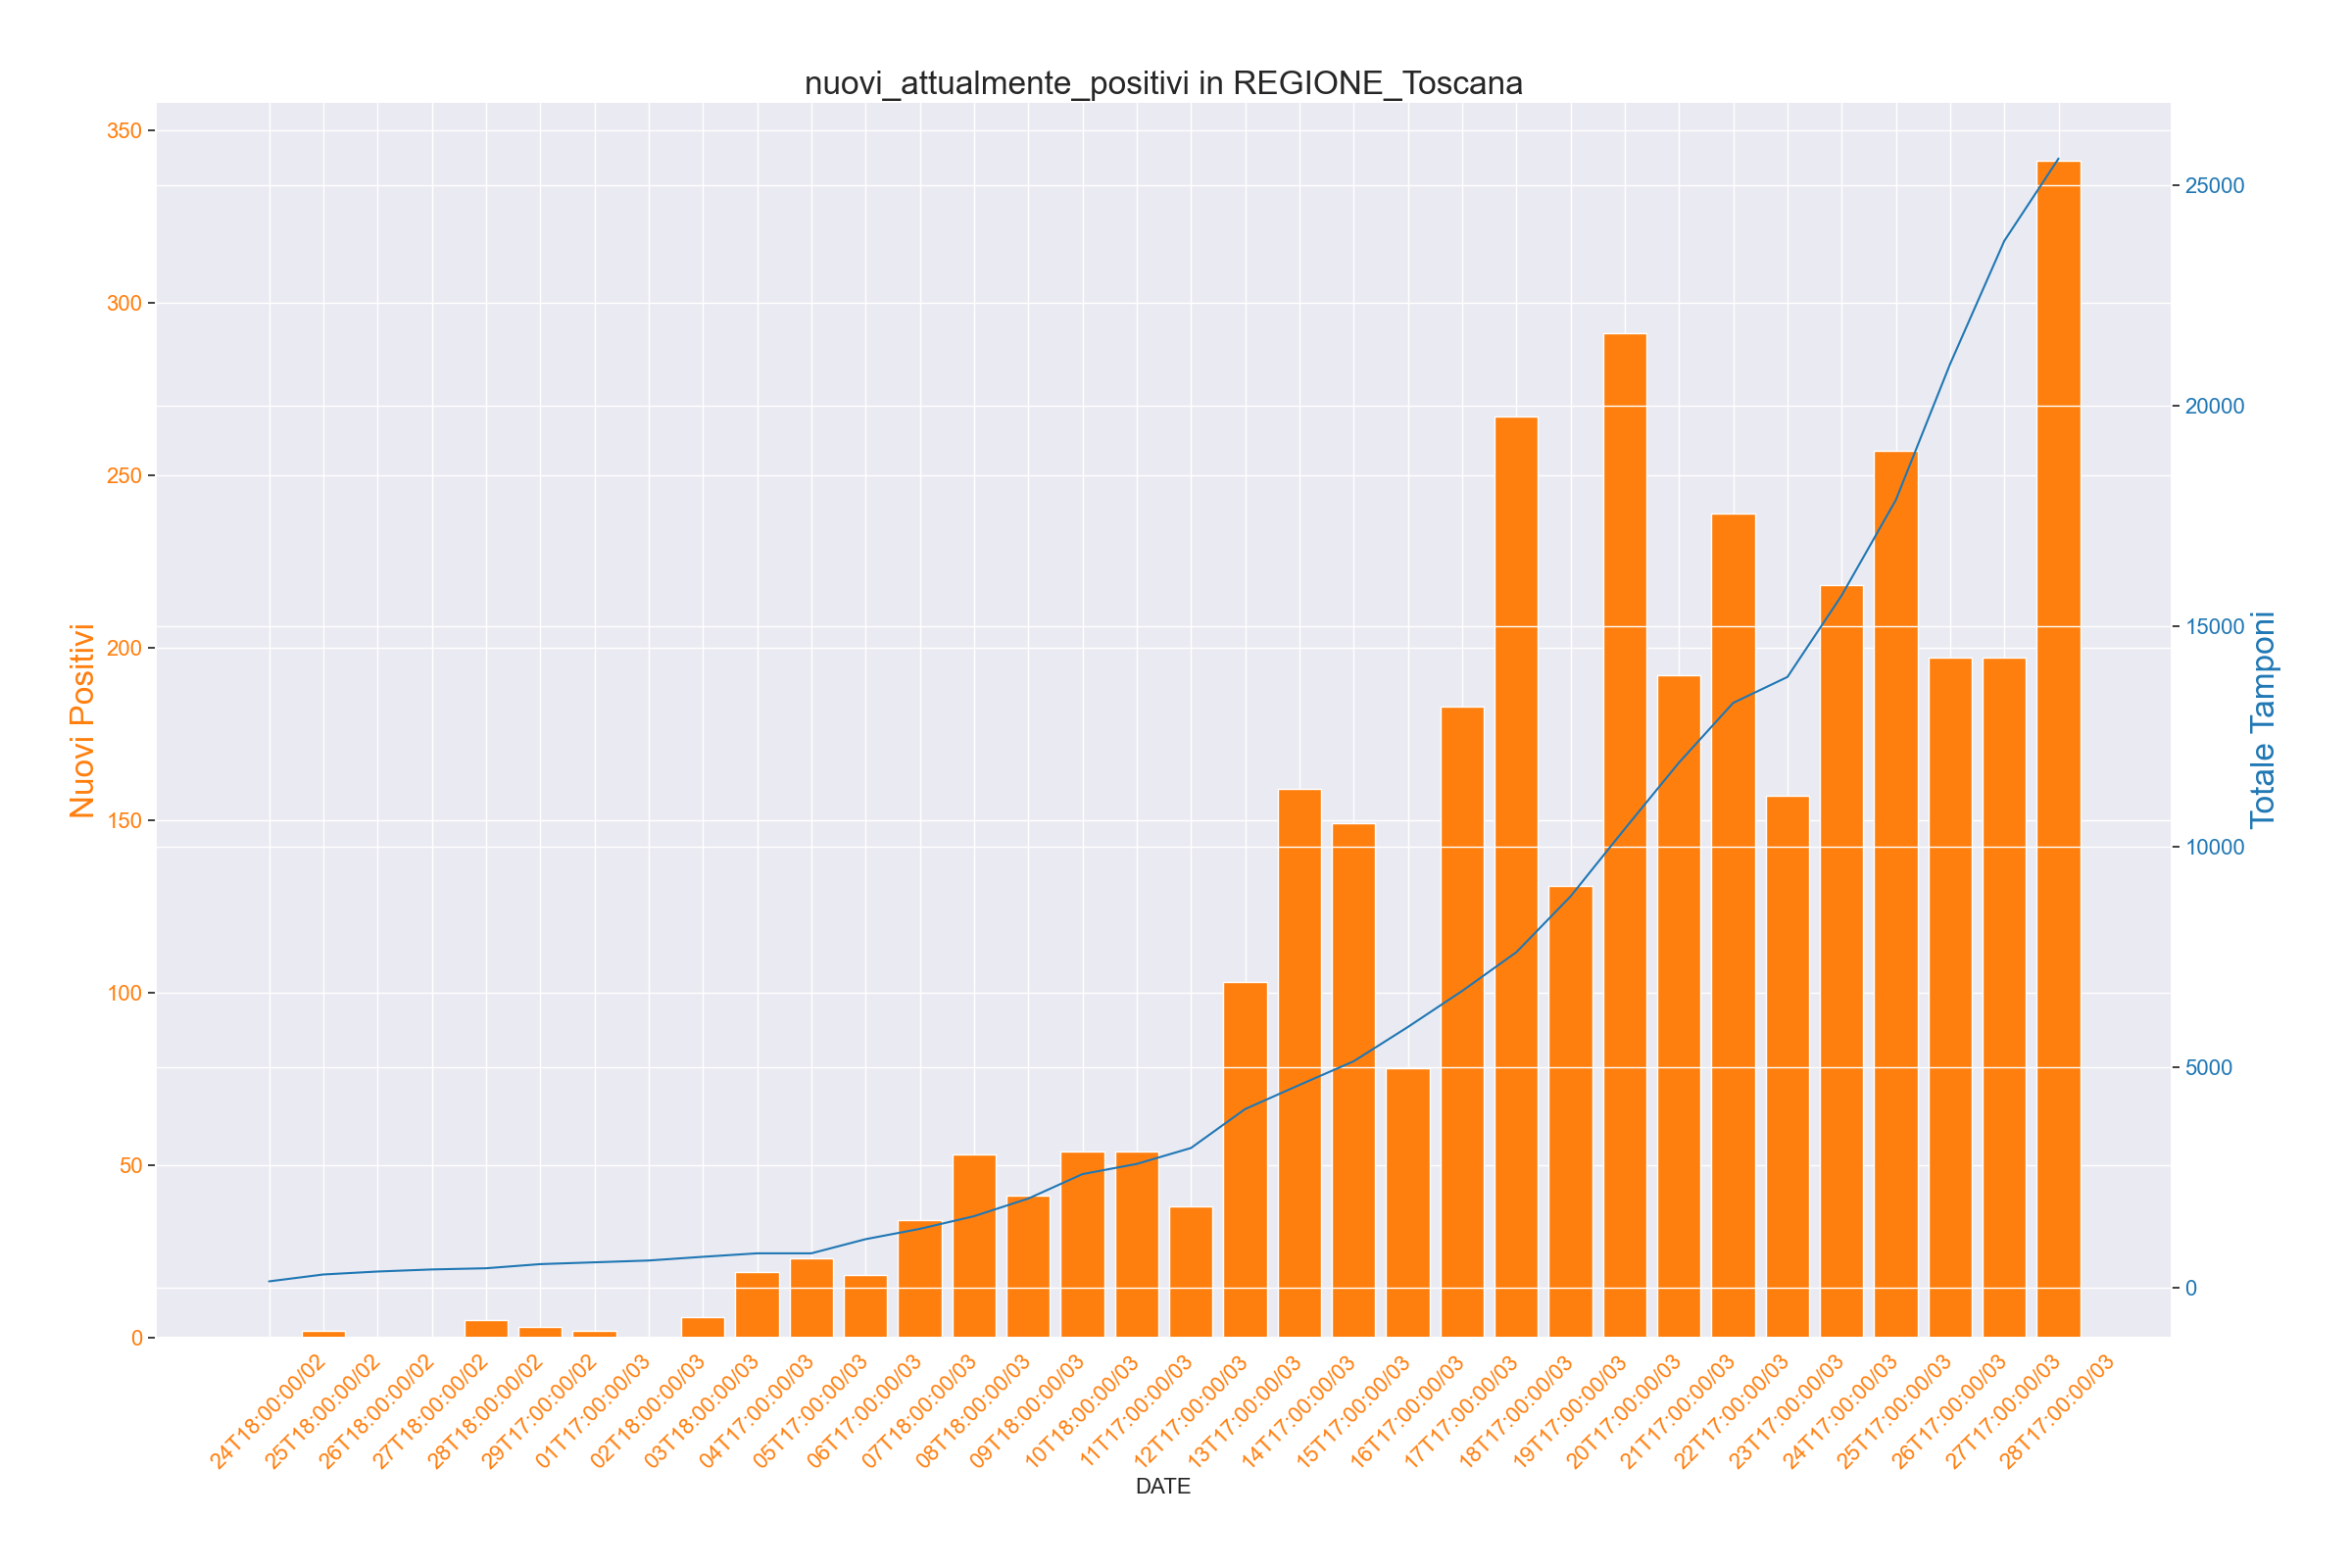 nuovi_attualmente_positivi in REGIONE_Toscana
350
300
250
200
150
100
50
0
Nuovi Positivi
25000
20000
15000
10000
5000
0
Totale Tamponi
24T18:00:00/02
25T18:00:00/02
26T18:00:00/02
27T18:00:00/02
28T18:00:00/02
29T17:00:00/02
01T17:00:00/03
02T18:00:00/03
03T18:00:00/03
04T17:00:00/03
05T17:00:00/03
06T17:00:00/03
07T18:00:00/03
08T18:00:00/03
09T18:00:00/03
10T18:00:00/03
11T17:00:00/03
12T17:00:00/03
13T17:00:00/03
14T17:00:00/03
15T17:00:00/03
16T17:00:00/03
17T17:00:00/03
18T17:00:00/03
19T17:00:00/03
20T17:00:00/03
21T17:00:00/03
22T17:00:00/03
23T17:00:00/03
24T17:00:00/03
25T17:00:00/03
26T17:00:00/03
27T17:00:00/03
28T17:00:00/03
DATE